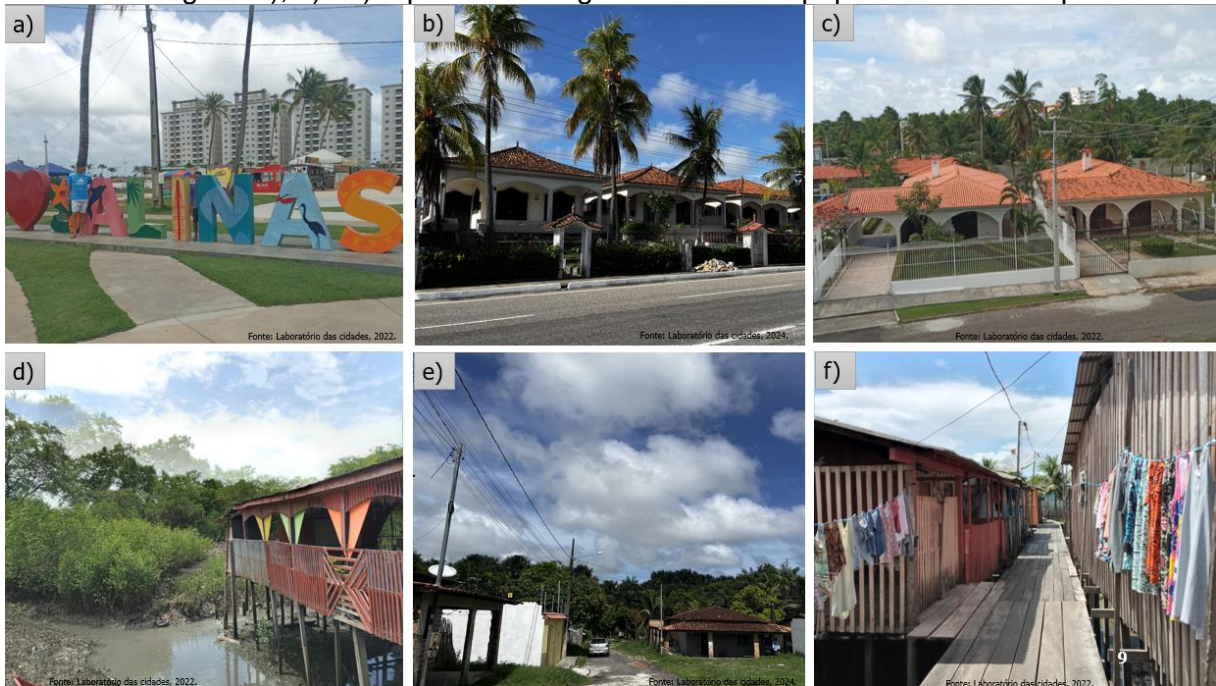 a)
b)
c)
SALINAS
Fonte: Laboratório das cidades, 2022.
Fonte: Laboratório das cidades, 2024.
Fonte: Laboratório das cidades, 2022.
d)
e)
f)
Fonte: Laboratório das cidades, 2022.
Fonte: Laboratório das cidades, 2024.
9
Fonte: Laboratório das cidades, 2022.